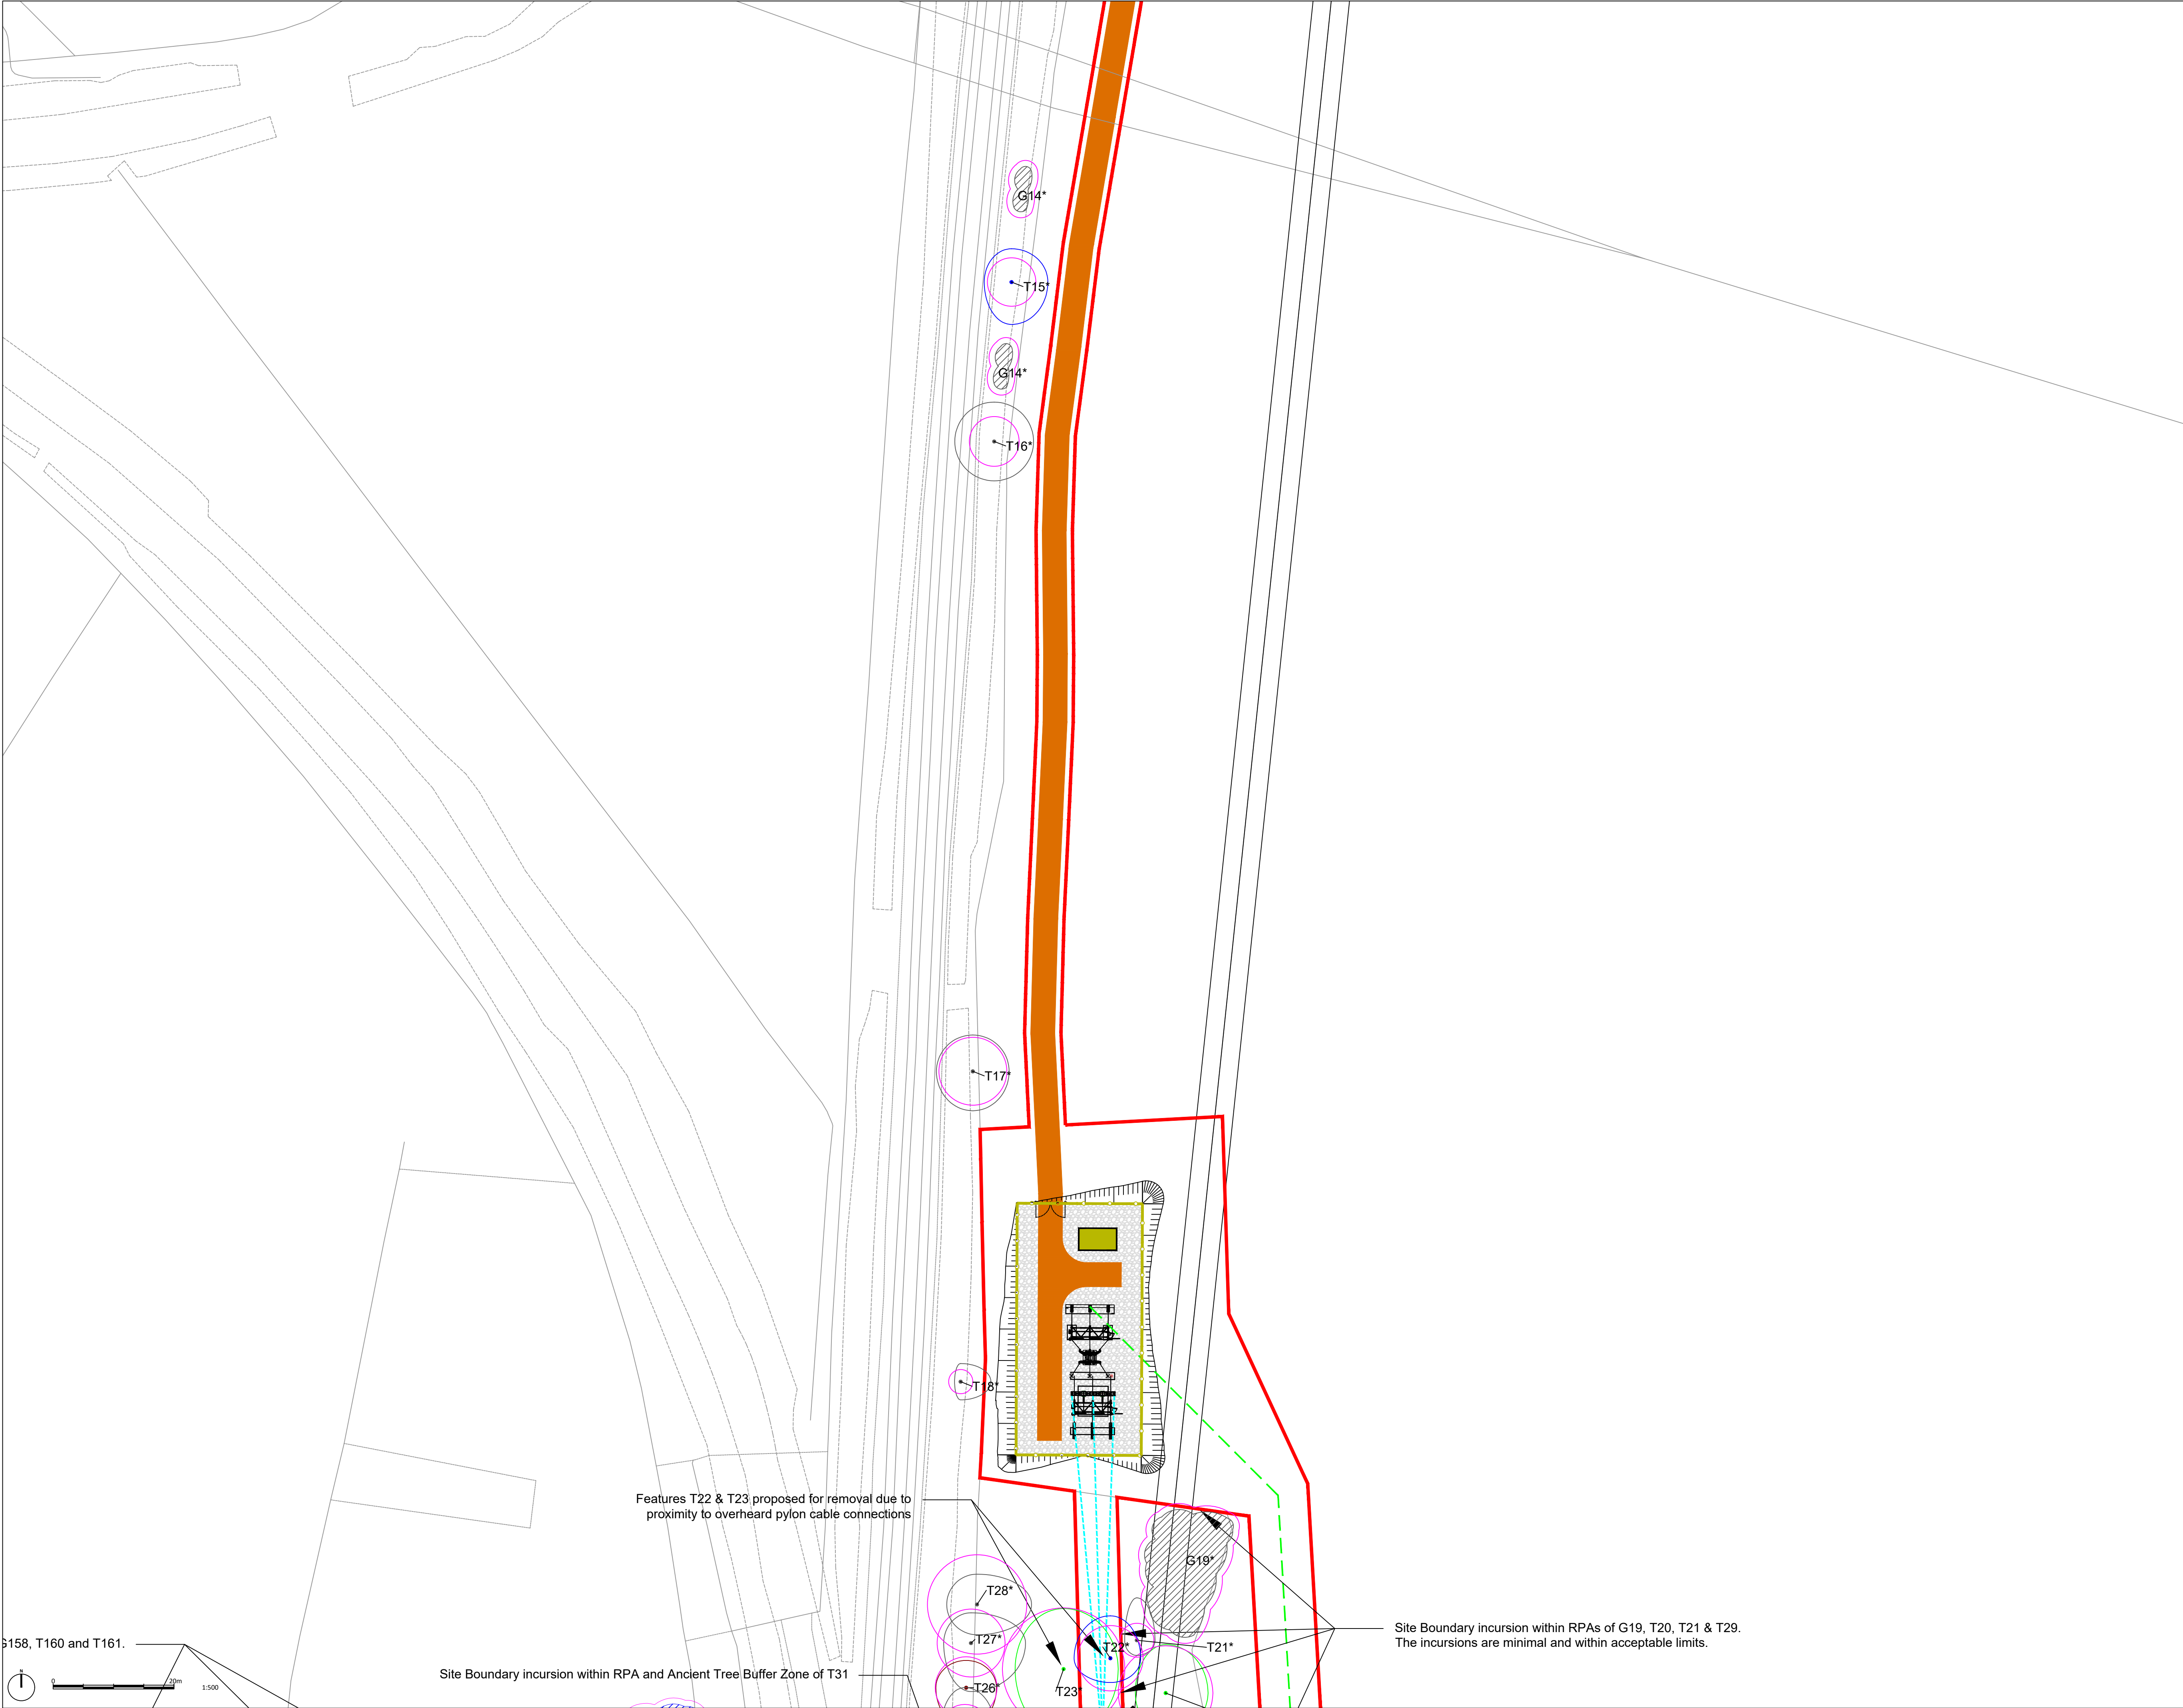 G14*
T15*
G14*
T16*
T17*
T18*
Features T22 & T23 proposed for removal due to
proximity to overheard pylon cable connections
G19*
T28*
T27*
T22*
T21*
Site Boundary incursion within RPAs of G19, T20, T21 & T29.
The incursions are minimal and within acceptable limits.
G158, T160 and T161.
Site Boundary incursion within RPA and Ancient Tree Buffer Zone of T31
T26*
T23*
N
0
20m
1:500